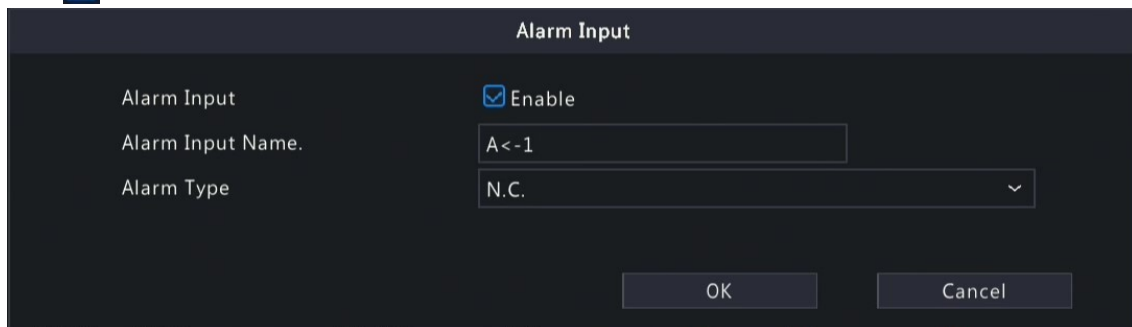 Alarm Input
Alarm Input Enable
Alarm Input Name. A<-1
Alarm Type N.C.
OK Cancel